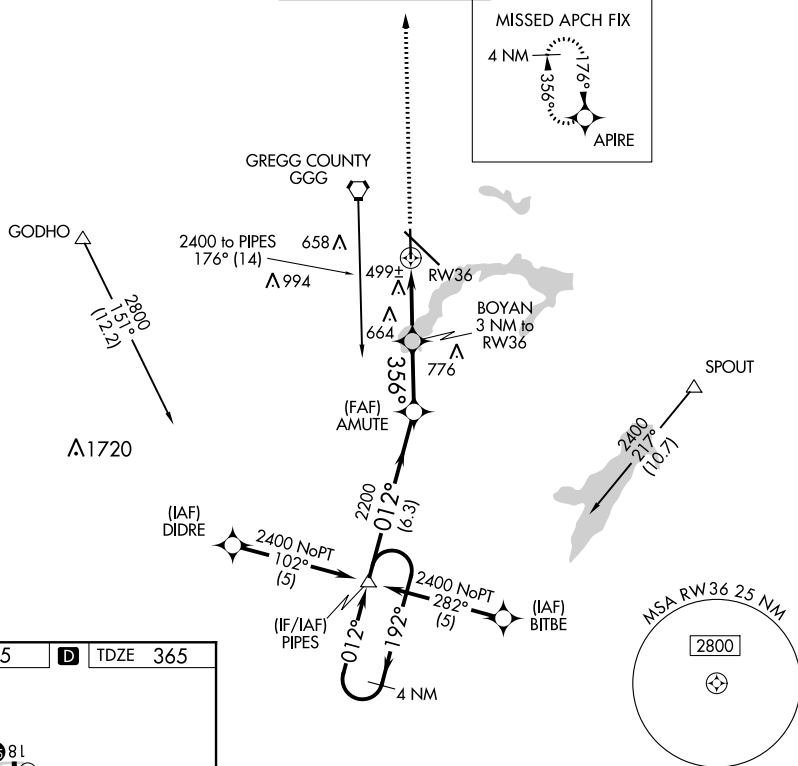 MISSED APCH FIX
4 NM
176°
356°
APIRE
GREGG COUNTY
GGG
GODHO
2400 to PIPES
176° (14)
658
994
499±
RW36
2800
151°
(12.2)
664
BOYAN
3 NM to
RW36
776
356°
SPOUT
(FAF)
AMUTE
2400
217°
(10.7)
1720
2200
012°
(6.3)
(IAF)
DIDRE
2400 NoPT
102°
(5)
2400 NoPT
282°
(5)
(IAF)
BITBE
(IF/IAF)
PIPES
012°
192°
4 NM
MSA RW36 25 NM
2800
5
D
TDZE 365
18